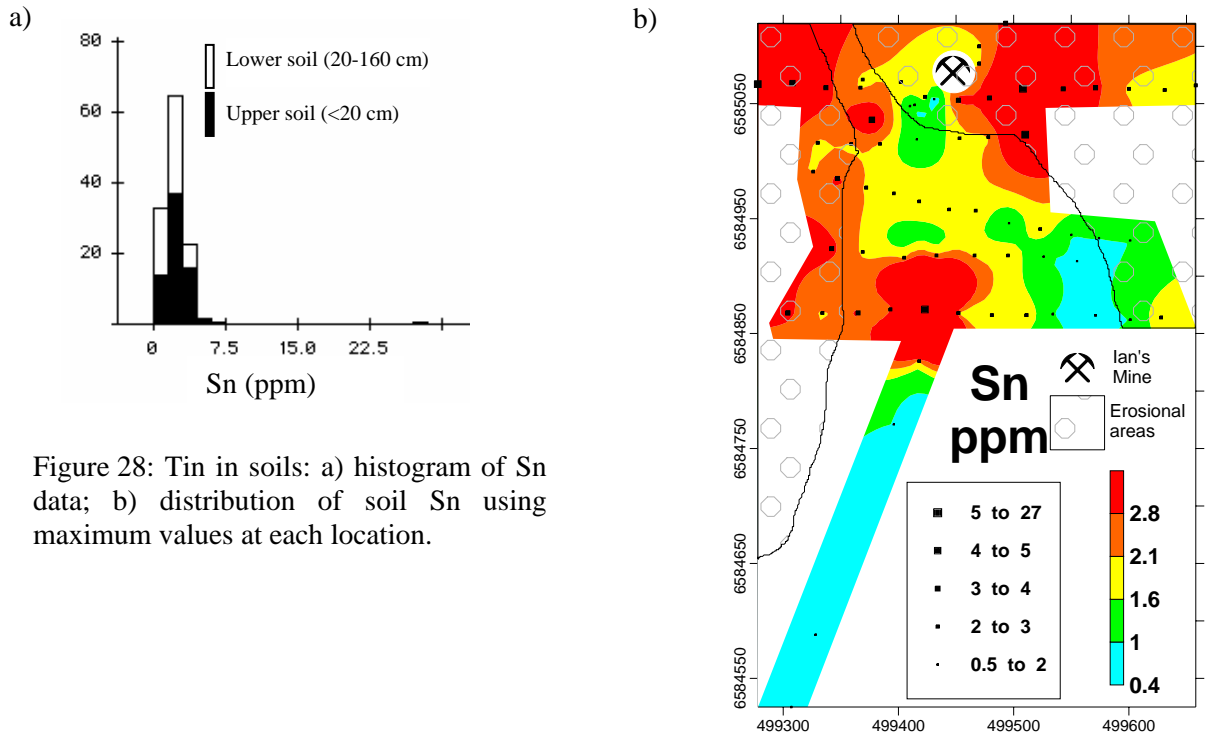 a)
80
60
40
20
Lower soil (20-160 cm)
Upper soil (<20 cm)
0 7.5 15.0 22.5
Sn (ppm)
Figure 28: Tin in soils: a) histogram of Sn
data; b) distribution of soil Sn using
maximum values at each location.
b)
6585050
6584950
6584850
6584750
6584650
6584550
Sn
ppm
Ian's
Mine
Erosional
areas
5 to 27
4 to 5
3 to 4
2 to 3
0.5 to 2
2.8
2.1
1.6
1
0.4
499300 499400 499500 499600